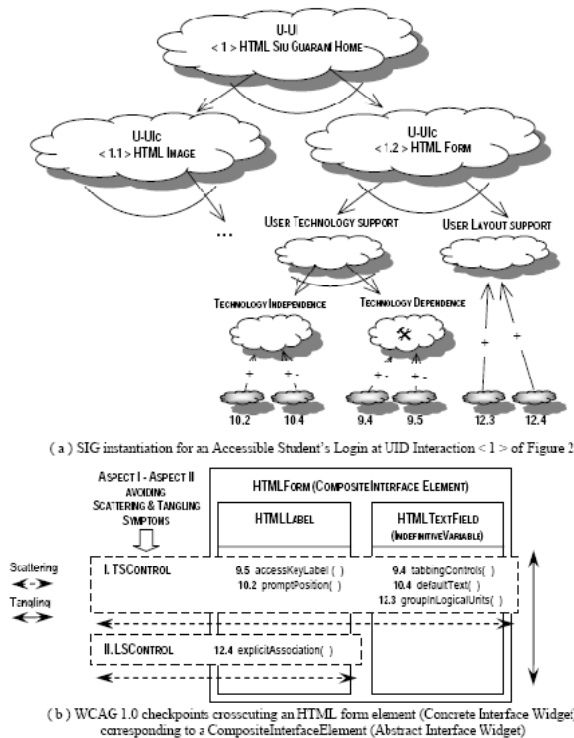 U-UI
< 1 > HTML SIU GUARANI HOME
U-UIC
< 1.1 > HTML IMAGE
U-UIC
< 1.2 > HTML FORM
...
USER TECHNOLOGY SUPPORT
USER LAYOUT SUPPORT
TECHNOLOGY INDEPENDENCE
TECHNOLOGY DEPENDENCE
+ + - + - + - + +
10.2 10.4 9.4 9.5 12.3 12.4
( a ) SIG instantiation for an Accessible Student's Login at UID Interaction < 1 > of Figure 2
ASPECT I - ASPECT II
AVOIDING
SCATTERING & TANGLING
SYMPTOMS
HTMLFORM (COMPOSITEINTERFACE ELEMENT)
HTMLLABEL
HTMLTEXTFIELD
(INDEFINITIVEVARIABLE)
Scattering
Tangling
I. TSCONTROL
9.5 accessKeyLabel( )
10.2 promptPosition( )
9.4 tabbingControls( )
10.4 defaultText( )
12.3 groupInLogicalUnits( )
II. LSCONTROL
12.4 explicitAssociation( )
( b ) WCAG 1.0 checkpoints crosscutting an HTML form element (Concrete Interface Widget)
corresponding to a CompositeInterfaceElement (Abstract Interface Widget)